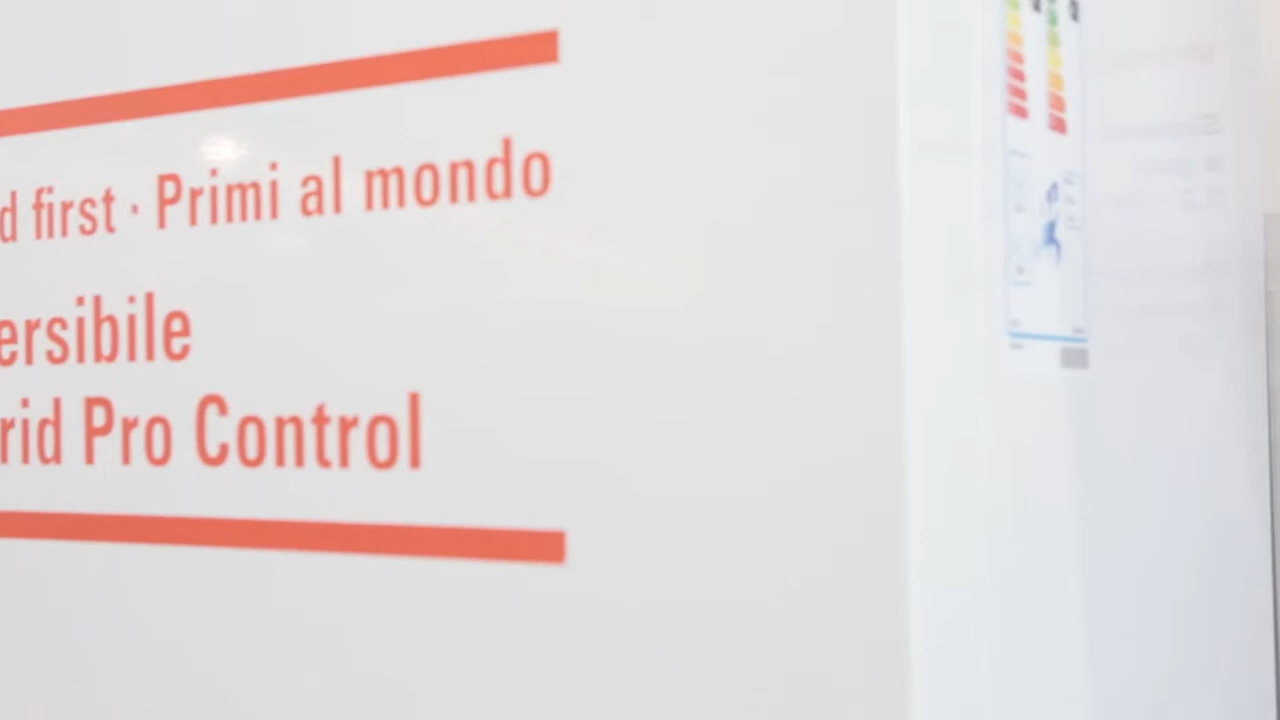 d first · Primi al mondo
ersibile
rid Pro Control